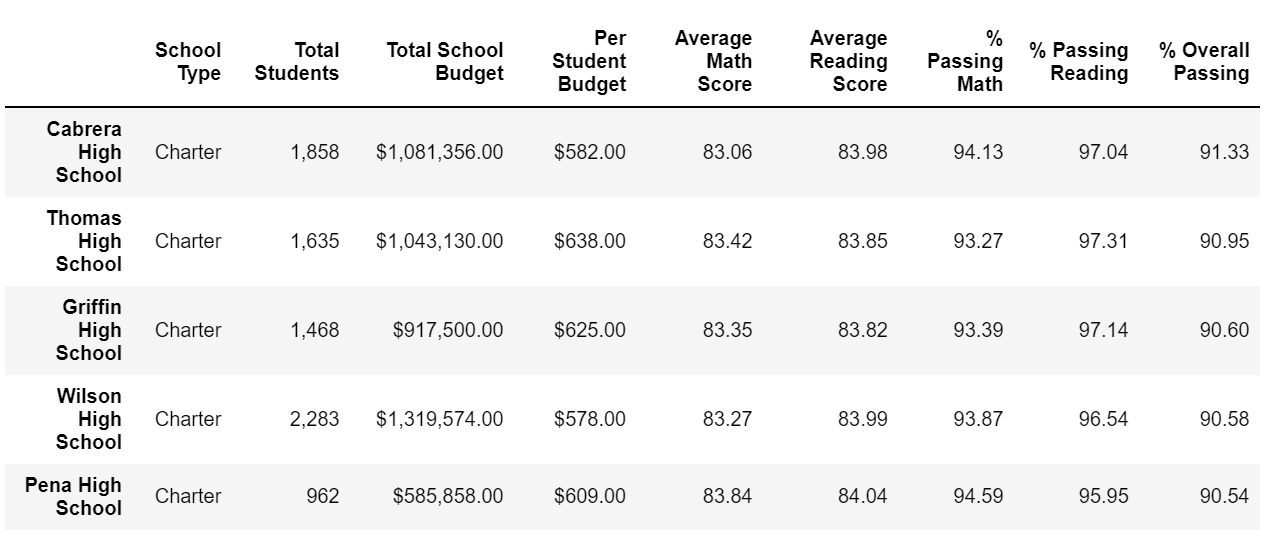 School Type Total Students Total School Budget Per Student Budget Average Math Score Average Reading Score % Passing Math % Passing Reading % Overall Passing
Cabrera High School Charter 1,858 $1,081,356.00 $582.00 83.06 83.98 94.13 97.04 91.33
Thomas High School Charter 1,635 $1,043,130.00 $638.00 83.42 83.85 93.27 97.31 90.95
Griffin High School Charter 1,468 $917,500.00 $625.00 83.35 83.82 93.39 97.14 90.60
Wilson High School Charter 2,283 $1,319,574.00 $578.00 83.27 83.99 93.87 96.54 90.58
Pena High School Charter 962 $585,858.00 $609.00 83.84 84.04 94.59 95.95 90.54